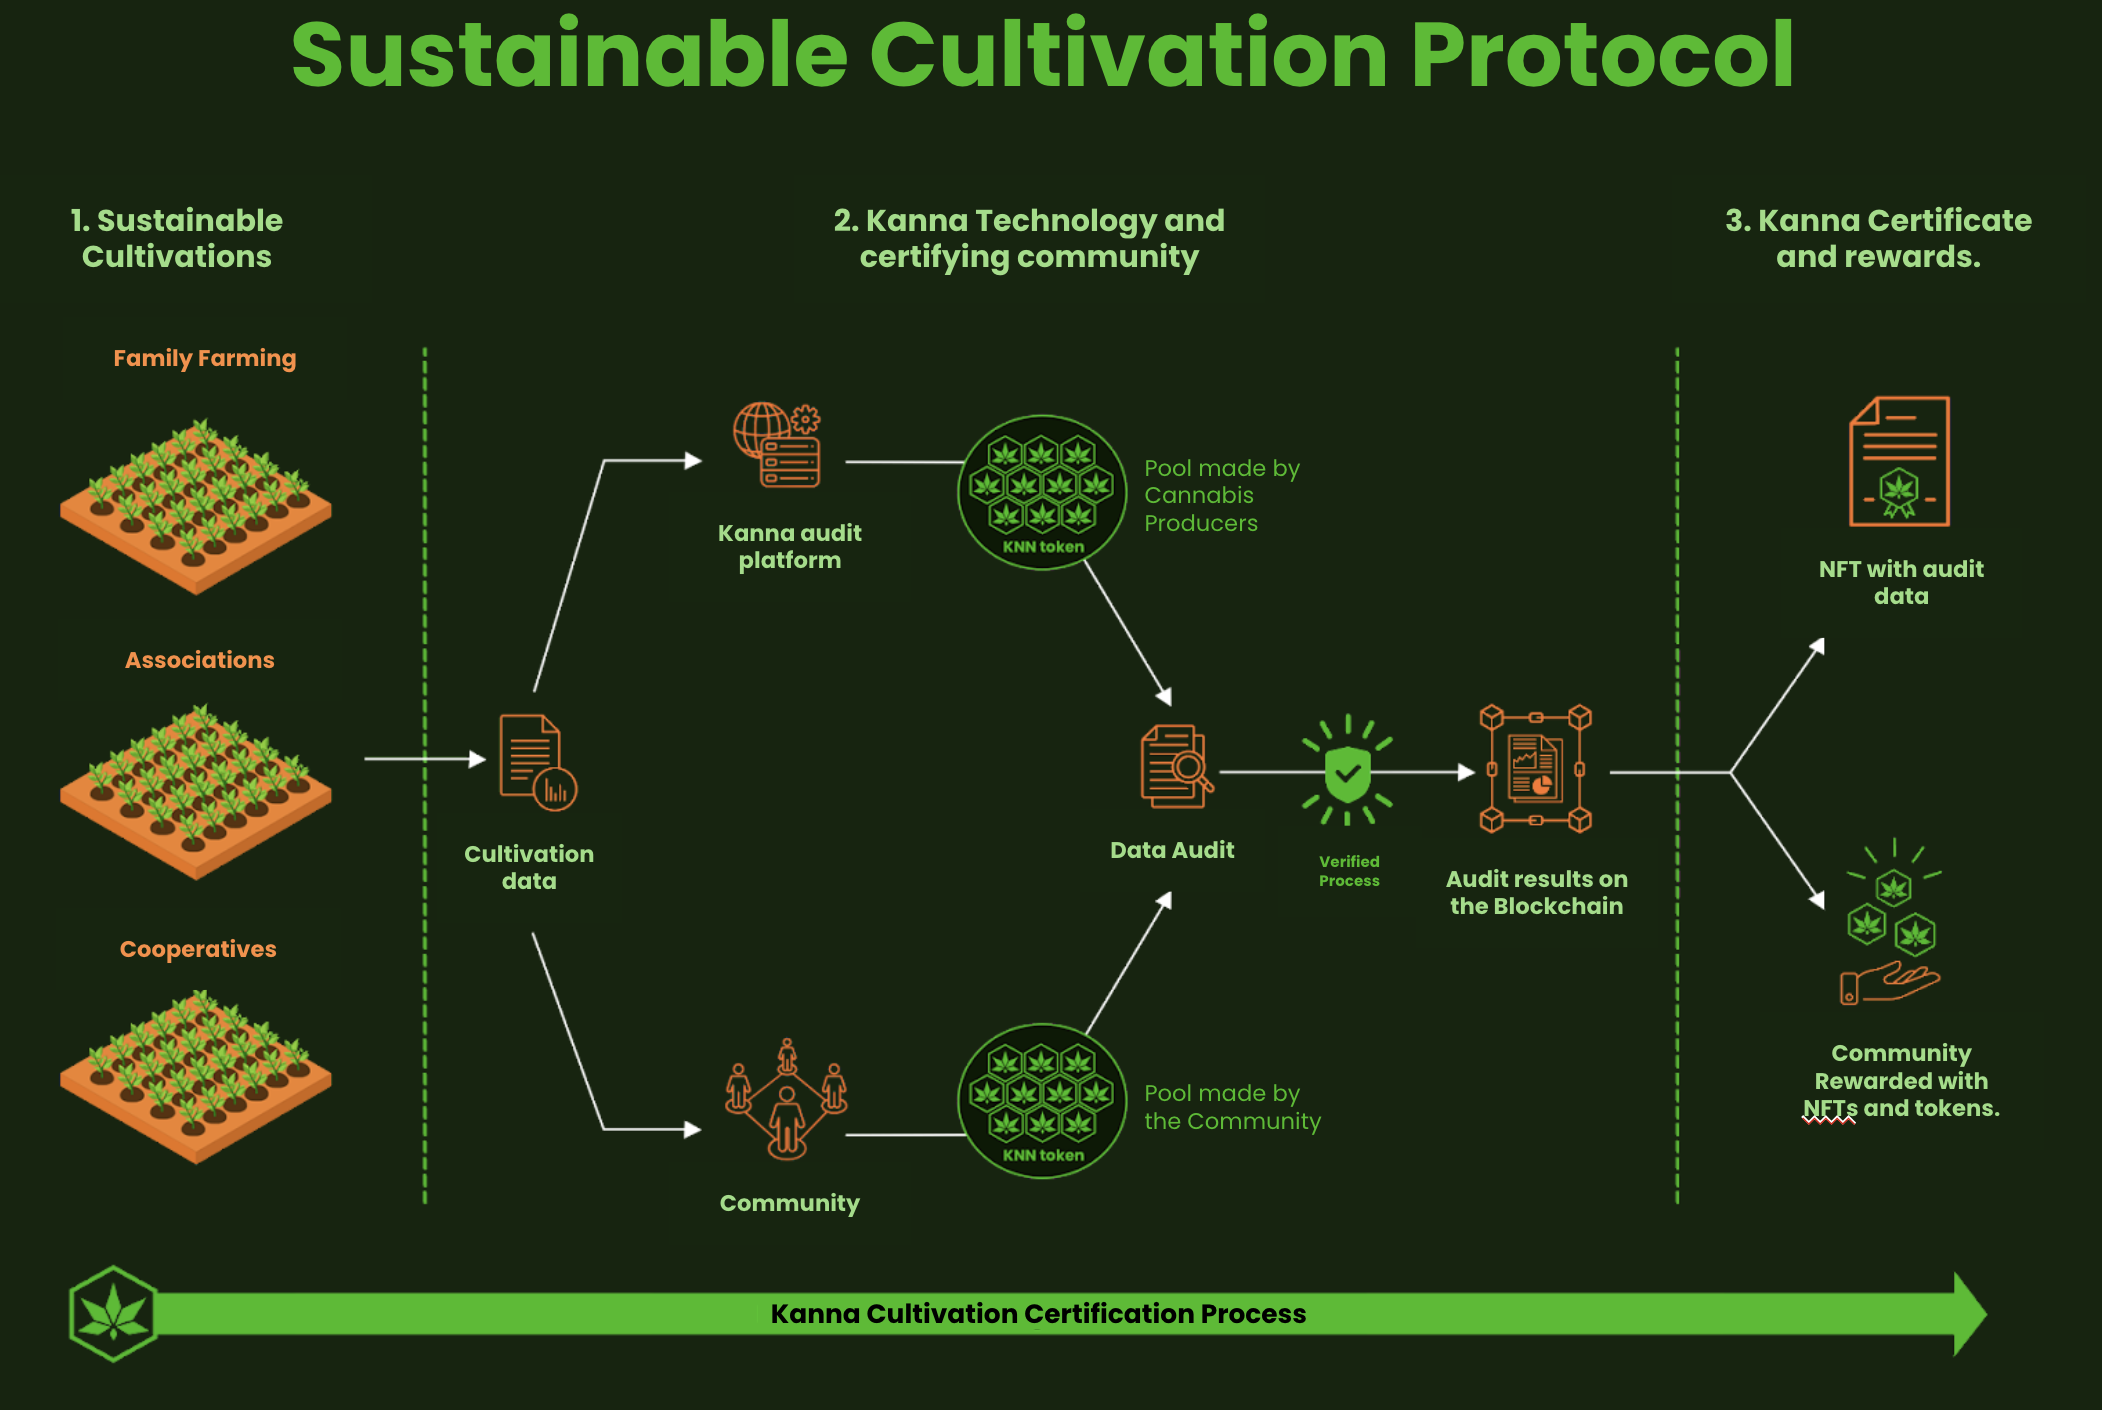 Sustainable Cultivation Protocol
1. Sustainable
Cultivations
2. Kanna Technology and
certifying community
3. Kanna Certificate
and rewards.
Family Farming
Associations
Cooperatives
Cultivation
data
Kanna audit
platform
KNN token
Pool made by
Cannabis
Producers
Community
KNN token
Pool made by
the Community
Data Audit
Verified
Process
Audit results on
the Blockchain
NFT with audit
data
Community
Rewarded with
NFTs and tokens.
Kanna Cultivation Certification Process